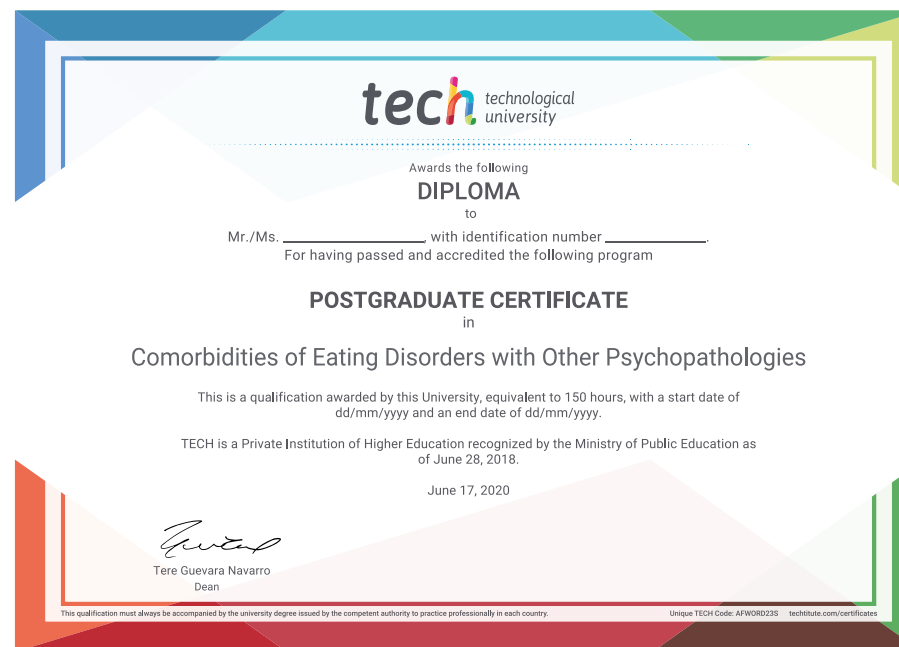 tech technological
university
Awards the following
DIPLOMA
to
Mr./Ms. ____________________, with identification number ______________.
For having passed and accredited the following program
POSTGRADUATE CERTIFICATE
in
Comorbidities of Eating Disorders with Other Psychopathologies
This is a qualification awarded by this University, equivalent to 150 hours, with a start date of
dd/mm/yyyy and an end date of dd/mm/yyyy.
TECH is a Private Institution of Higher Education recognized by the Ministry of Public Education as
of June 28, 2018.
June 17, 2020
Tere Guevara Navarro
Dean
This qualification must always be accompanied by the university degree issued by the competent authority to practice professionally in each country. Unique TECH Code: AFWORD23S techtitute.com/certificates